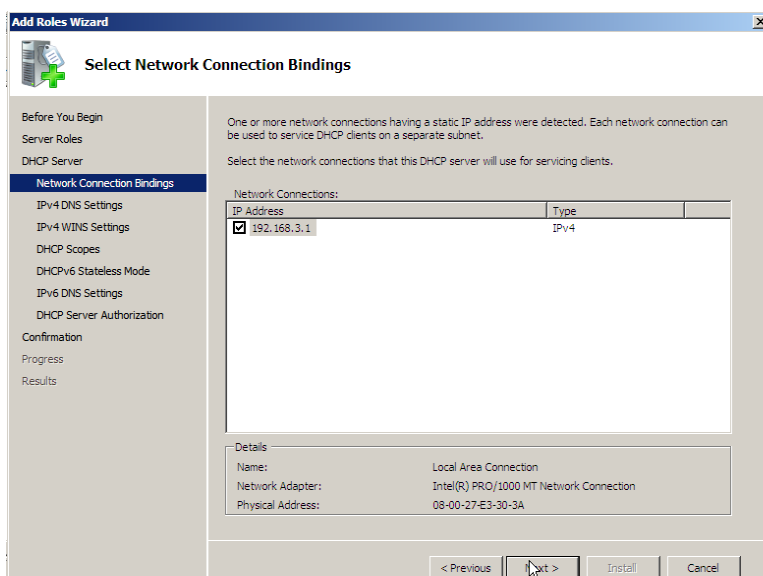 Add Roles Wizard
Select Network Connection Bindings
Before You Begin
Server Roles
DHCP Server
Network Connection Bindings
IPv4 DNS Settings
IPv4 WINS Settings
DHCP Scopes
DHCPv6 Stateless Mode
IPv6 DNS Settings
DHCP Server Authorization
Confirmation
Progress
Results
One or more network connections having a static IP address were detected. Each network connection can
be used to service DHCP clients on a separate subnet.
Select the network connections that this DHCP server will use for servicing clients.
Network Connections:
IP Address Type
192.168.3.1 IPv4
Details
Name: Local Area Connection
Network Adapter: Intel(R) PRO/1000 MT Network Connection
Physical Address: 08-00-27-E3-30-3A
< Previous Next > Install Cancel